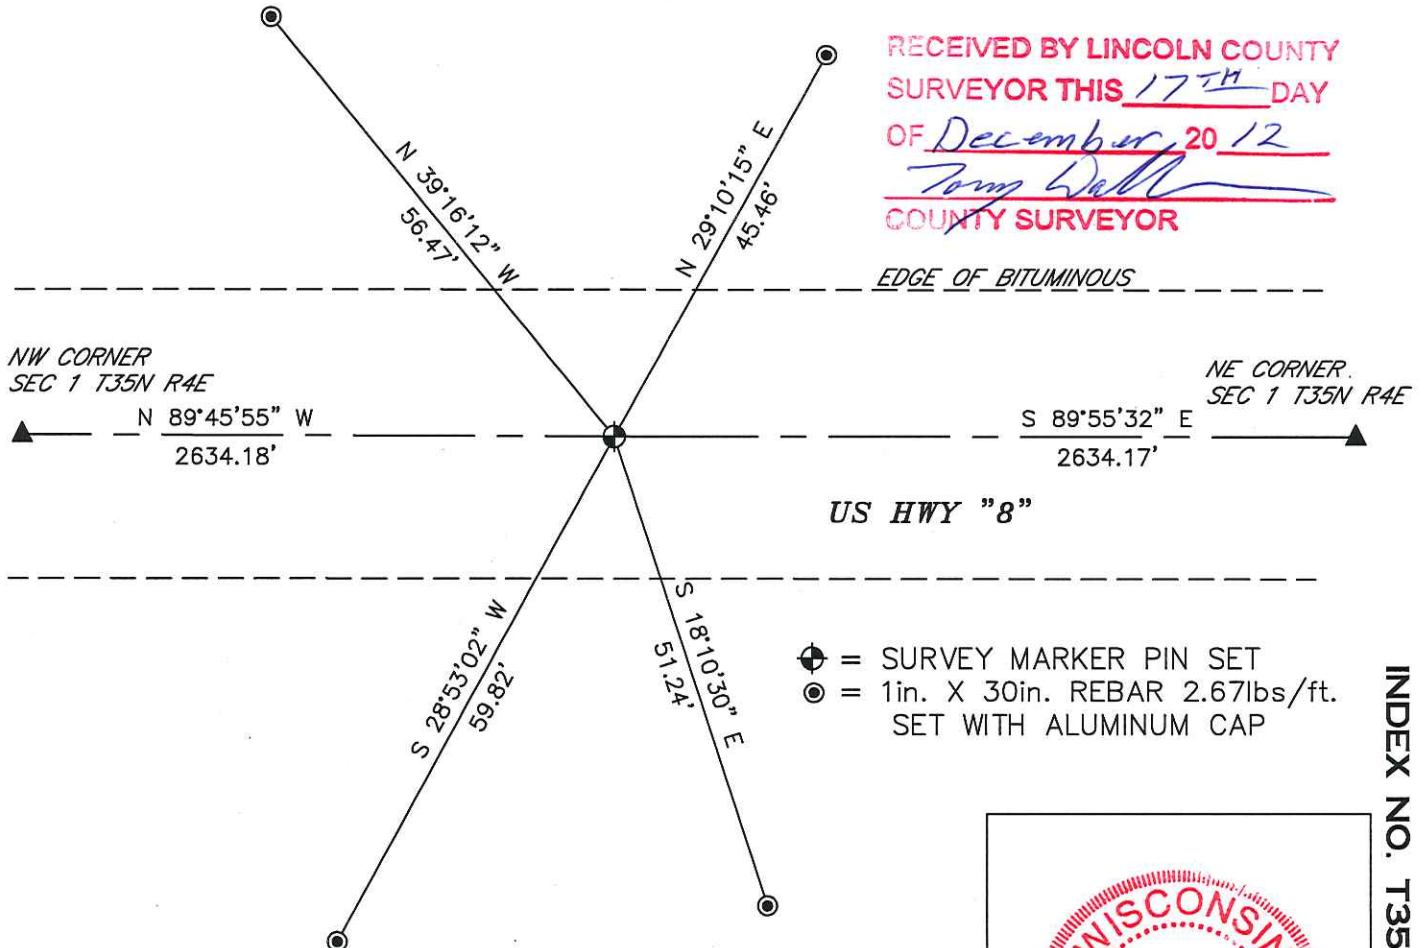 RECEIVED BY LINCOLN COUNTY
SURVEYOR THIS 17TH DAY
OF December, 20 12
COUNTY SURVEYOR
N 39°16'12" W
56.47'
N 29°10'15" E
45.46'
EDGE OF BITUMINOUS
NW CORNER
SEC 1 T35N R4E
N 89°45'55" W
2634.18'
NE CORNER.
SEC 1 T35N R4E
S 89°55'32" E
2634.17'
US HWY "8"
S 28°53'02" W
59.82'
S 18°10'30" E
51.24'
= SURVEY MARKER PIN SET
= 1in. X 30in. REBAR 2.67lbs/ft.
SET WITH ALUMINUM CAP
INDEX NO. T35
WISCONSIN